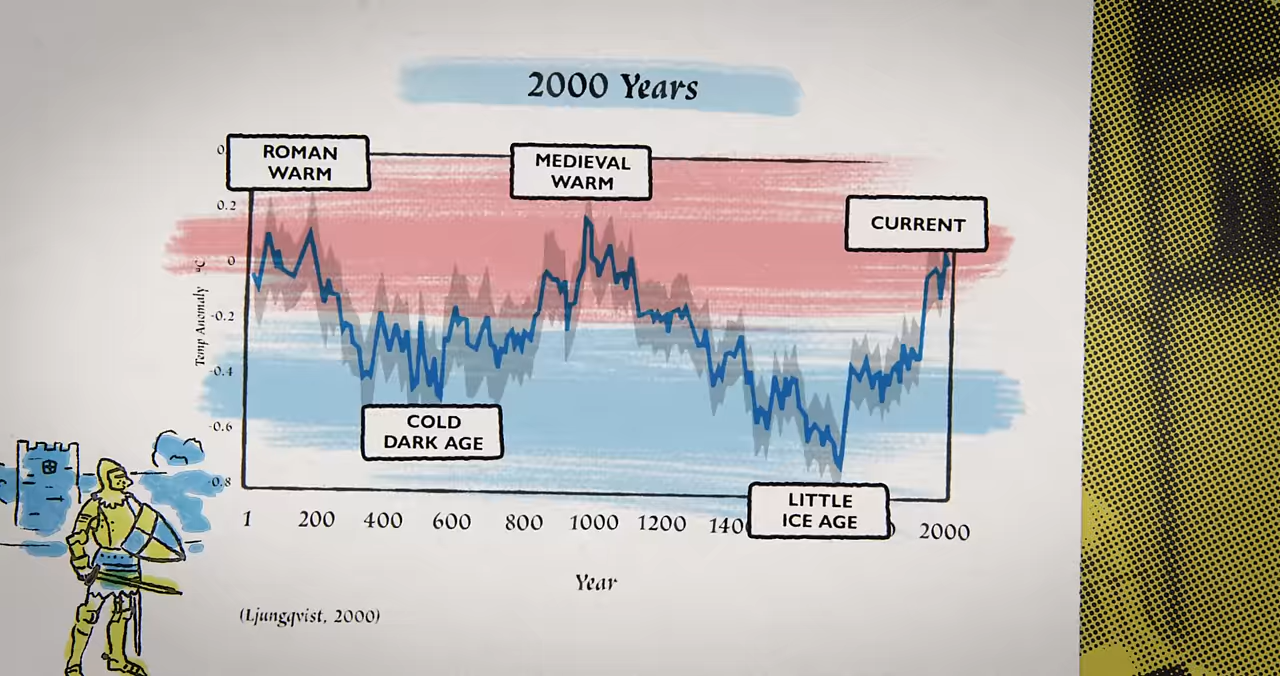 2000 Years
ROMAN
WARM
MEDIEVAL
WARM
CURRENT
0
0.2
0
-0.2
-0.4
-0.6
-0.8
Temp Anomaly °C
COLD
DARK AGE
LITTLE
ICE AGE
1 200 400 600 800 1000 1200 140 2000
Year
(Ljungqvist, 2000)